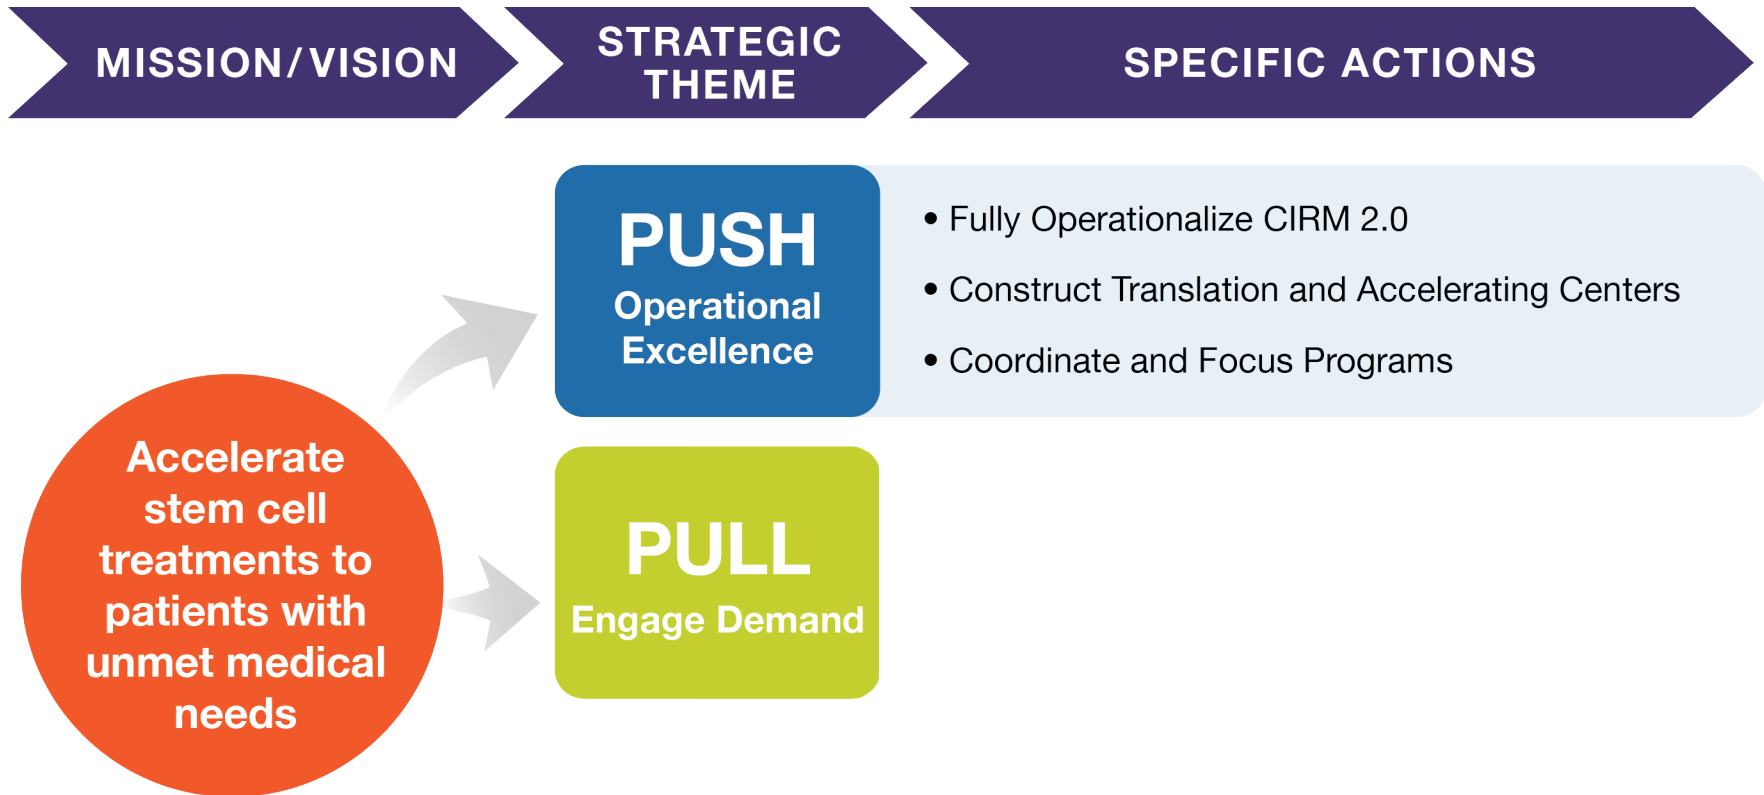 MISSION/VISION
STRATEGIC
THEME
SPECIFIC ACTIONS
PUSH
Operational
Excellence
• Fully Operationalize CIRM 2.0
• Construct Translation and Accelerating Centers
• Coordinate and Focus Programs
Accelerate
stem cell
treatments to
patients with
unmet medical
needs
PULL
Engage Demand